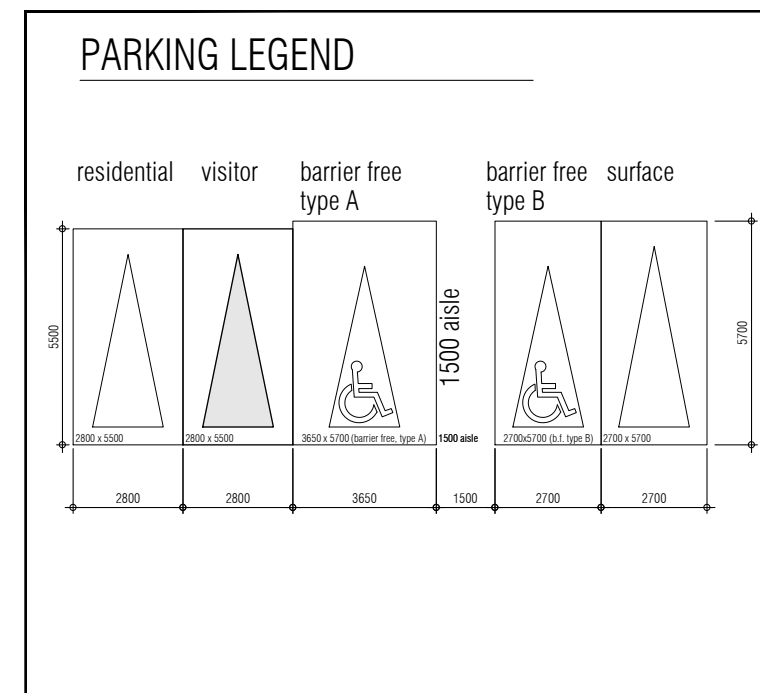 PARKING LEGEND
residential
visitor
barrier free
type A
barrier free
type B
surface
5500
1500 aisle
5700
2800 x 5500
2800 x 5500
3650 x 5700 (barrier free, type A)
1500 aisle
2700x5700 (b.f. type B)
2700 x 5700
2800
2800
3650
1500
2700
2700